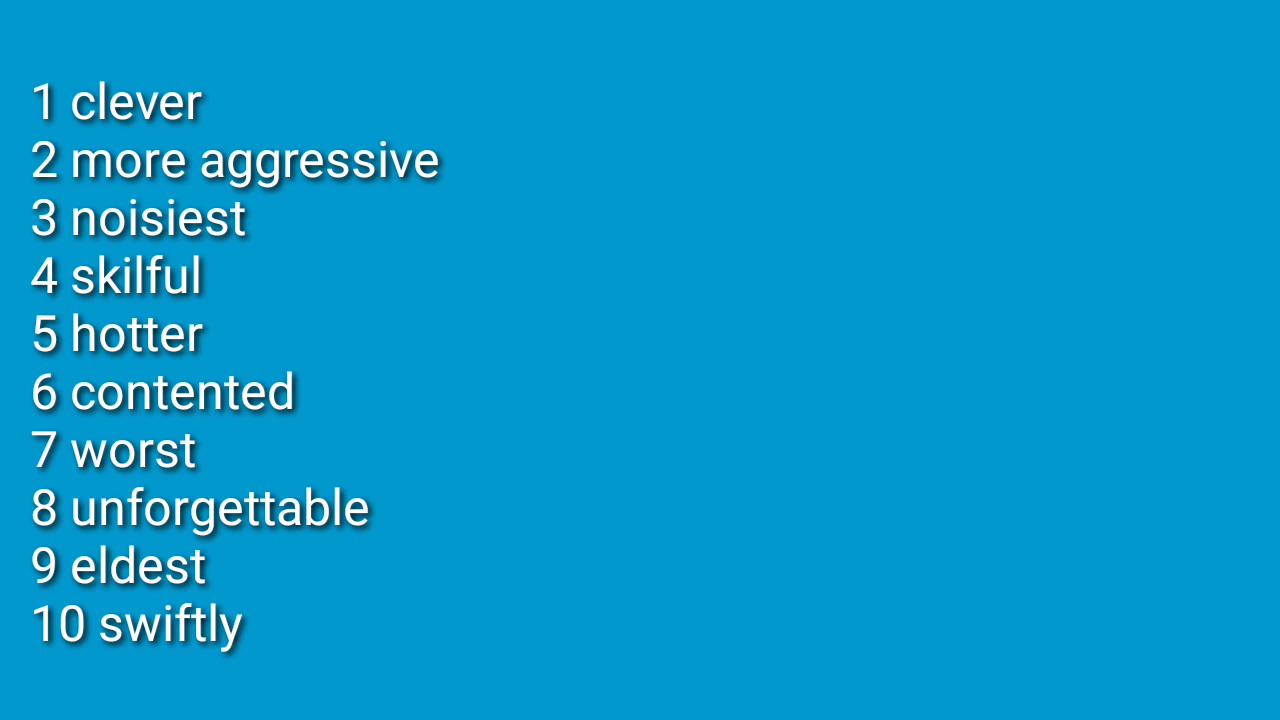 1 clever
2 more aggressive
3 noisiest
4 skilful
5 hotter
6 contented
7 worst
8 unforgettable
9 eldest
10 swiftly